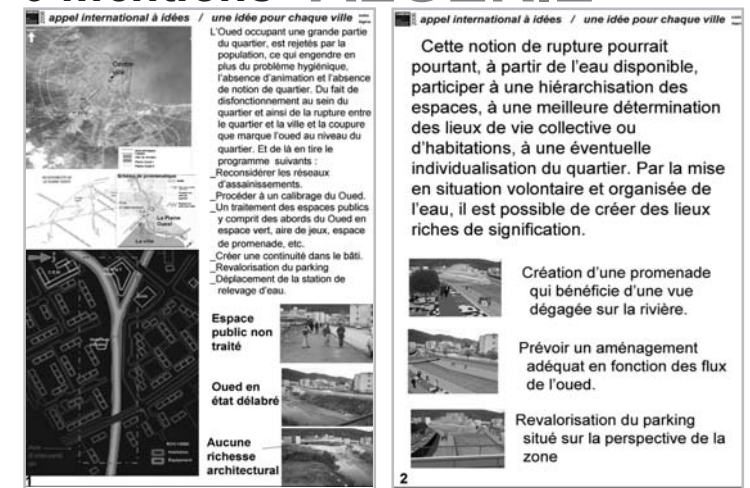 appel international à idées / une idée pour chaque ville
L'Oued occupant une grande partie
du quartier, est rejetés par la
population, ce qui engendre en
plus du problème hygiénique,
l'absence d'animation et l'absence
de notion de quartier. Du fait de
disfonctionnement au sein du
quartier et ainsi de la rupture entre
le quartier et la ville et la coupure
que marque l'oued au niveau du
quartier. Et de là en tire le
programme suivants :
_Reconsidérer les réseaux
d'assainissements.
_Procéder à un calibrage du Oued.
_Un traitement des espaces publics
y comprit des abords du Oued en
espace vert, aire de jeux, espace
de promenade, etc.
_Créer une continuité dans le bâti.
_Revalorisation du parking
_Déplacement de la station de
relevage d'eau.
Centre
ville
La Plaine
Ouest
La ville
Espace
public non
traité
Oued en
état délabré
Aucune
richesse
architectural
1
appel international à idées / une idée pour chaque ville
Cette notion de rupture pourrait
pourtant, à partir de l'eau disponible,
participer à une hiérarchisation des
espaces, à une meilleure détermination
des lieux de vie collective ou
d'habitations, à une éventuelle
individualisation du quartier. Par la mise
en situation volontaire et organisée de
l'eau, il est possible de créer des lieux
riches de signification.
Création d'une promenade
qui bénéficie d'une vue
dégagée sur la rivière.
Prévoir un aménagement
adéquat en fonction des flux
de l'oued.
Revalorisation du parking
situé sur la perspective de la
zone
2